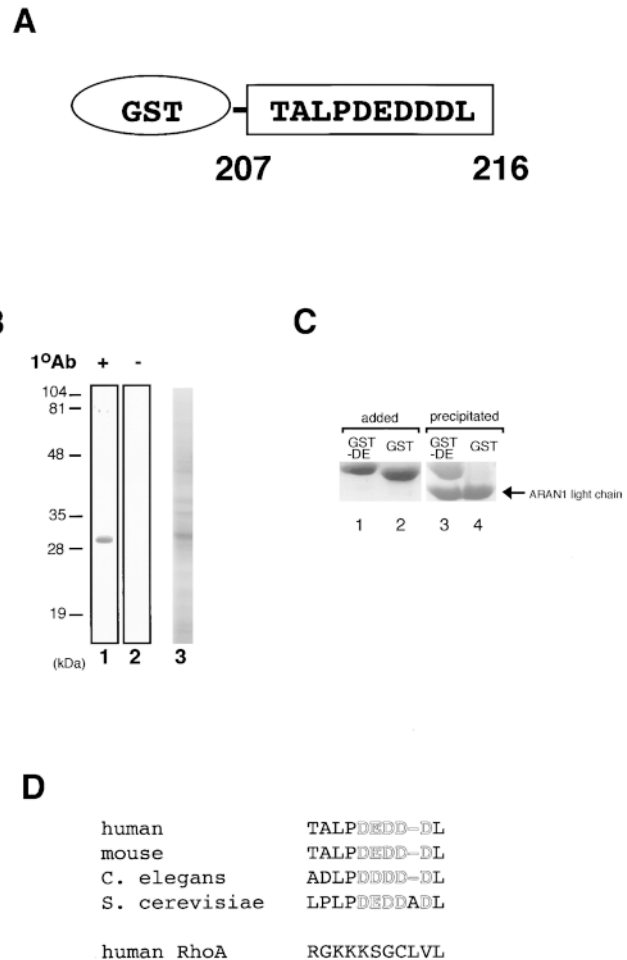 A
GST TALPDEDDDL
207 216
B
1ºAb + -
104
81
48
35
28
19
(kDa) 1 2 3
C
added precipitated
GST-DE GST GST-DE GST
ARAN1 light chain
1 2 3 4
D
human TALPDEDD-DL
mouse TALPDEDD-DL
C. elegans ADLPDDDD-DL
S. cerevisiae LPLPDEDDADL
human RhoA RGKKKSGCLVL